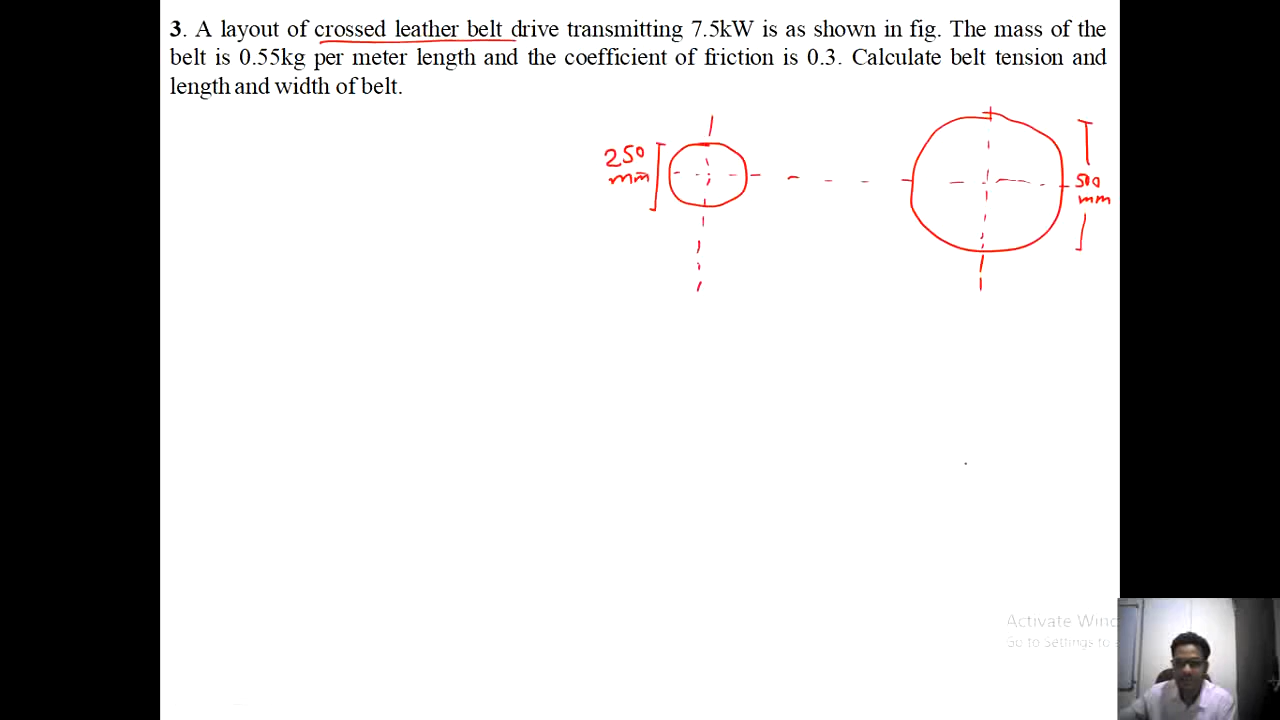 3. A layout of crossed leather belt drive transmitting 7.5kW is as shown in fig. The mass of the
belt is 0.55kg per meter length and the coefficient of friction is 0.3. Calculate belt tension and
length and width of belt.
250
mm
500
mm
Activate Wind
Go to Settings to